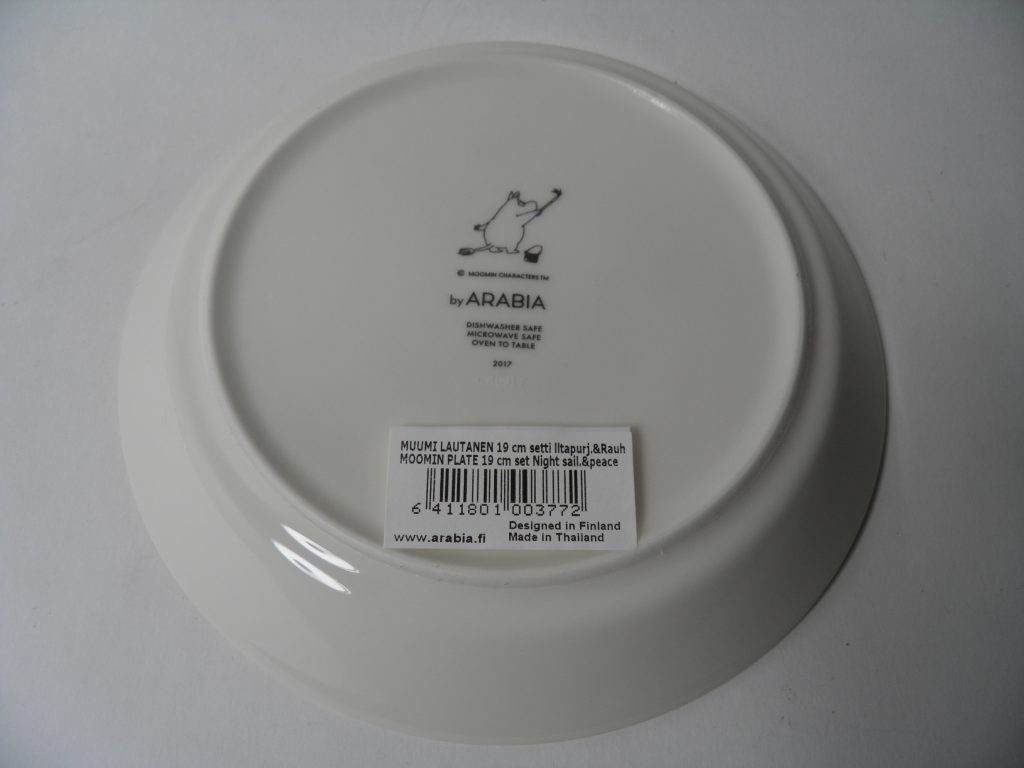 © MOOMIN CHARACTERS™
by ARABIA
DISHWASHER SAFE
MICROWAVE SAFE
OVEN TO TABLE
2017
MUUMI LAUTANEN 19 cm setti Iltapurj.&Rauh
MOOMIN PLATE 19 cm set Night sail.&peace
6 411801 003772
Designed in Finland
www.arabia.fi Made in Thailand